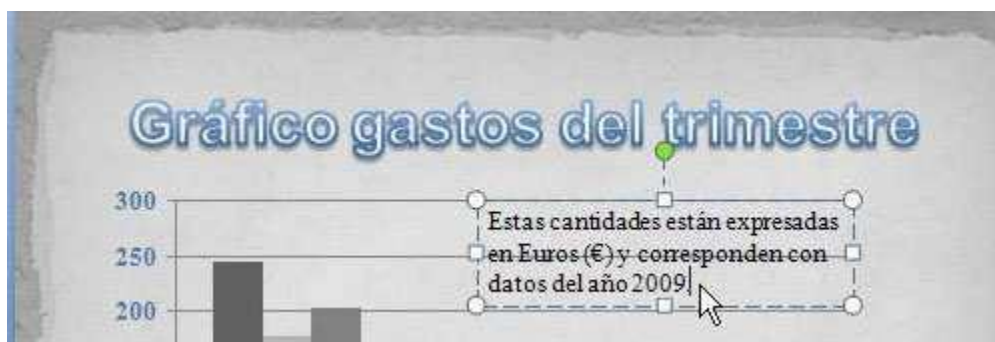 Gráfico gastos del trimestre
300
Estas cantidades están expresadas
250
en Euros (€) y corresponden con
datos del año 2009
200